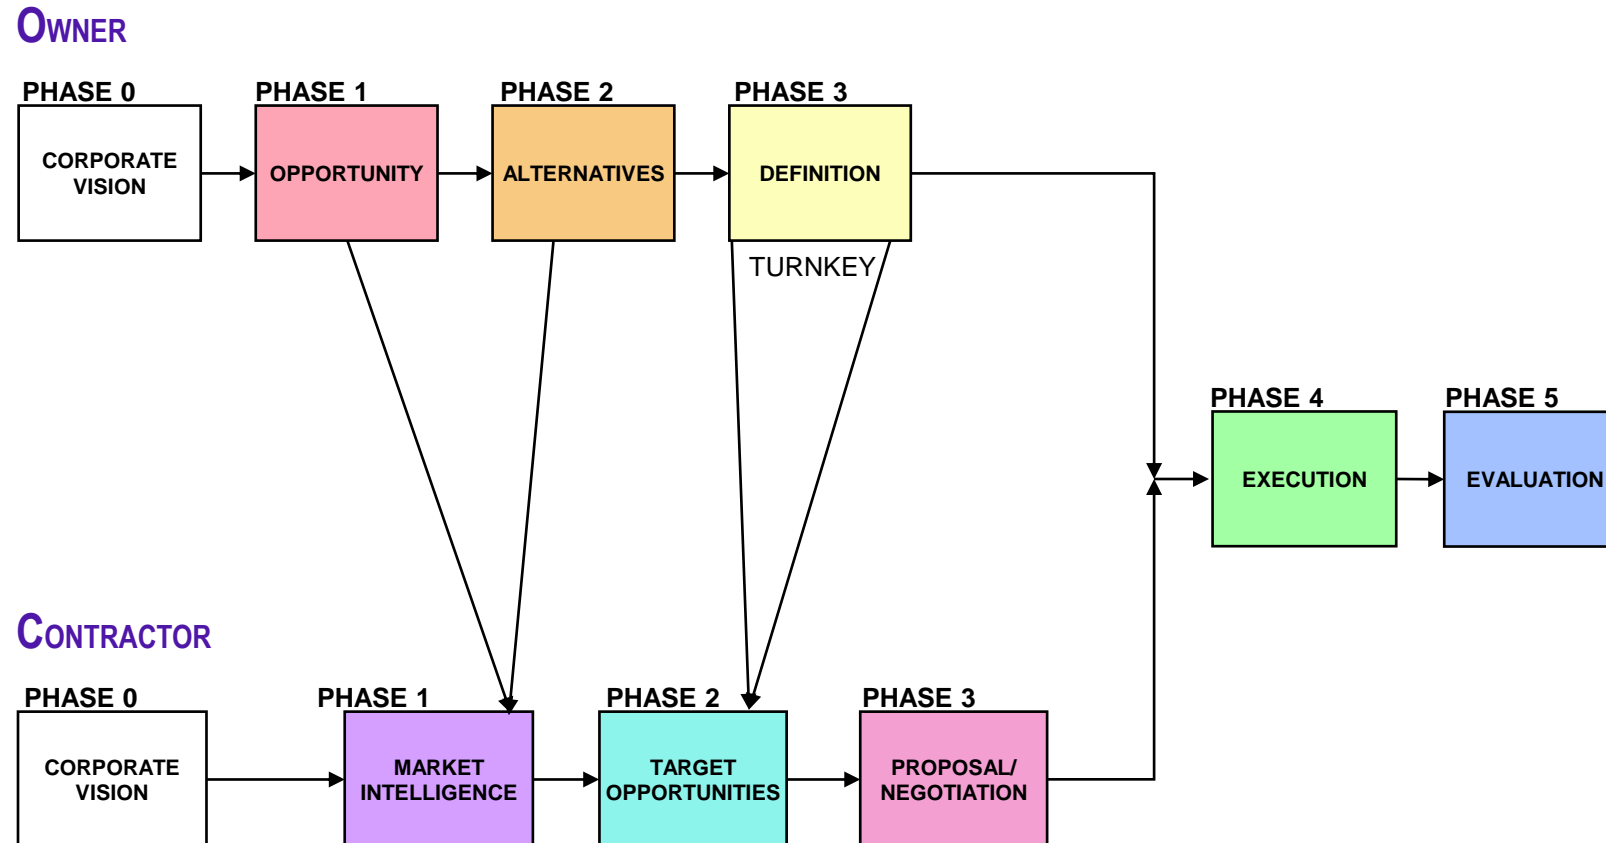 OWNER
PHASE 0
PHASE 1
PHASE 2
PHASE 3
CORPORATE
VISION
OPPORTUNITY
ALTERNATIVES
DEFINITION
TURNKEY
PHASE 4
PHASE 5
EXECUTION
EVALUATION
CONTRACTOR
PHASE 0
PHASE 1
PHASE 2
PHASE 3
CORPORATE
VISION
MARKET
INTELLIGENCE
TARGET
OPPORTUNITIES
PROPOSAL/
NEGOTIATION